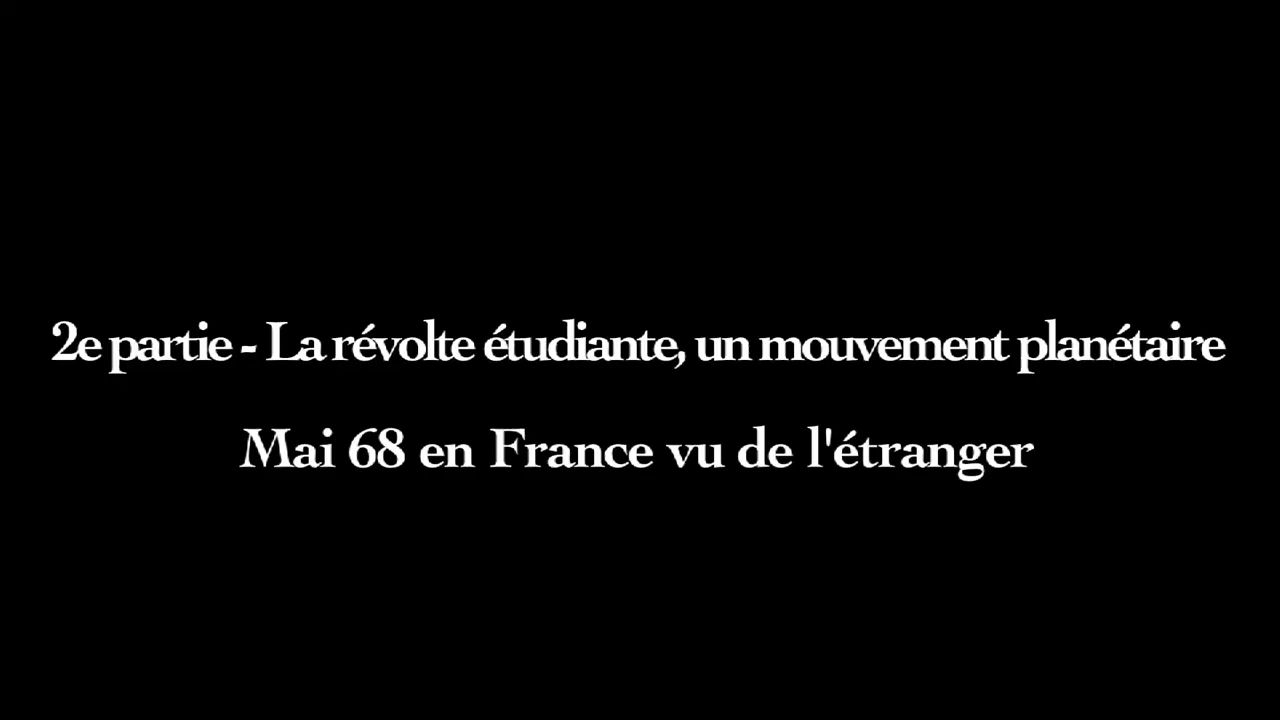 2e partie - La révolte étudiante, un mouvement planétaire
Mai 68 en France vu de l'étranger